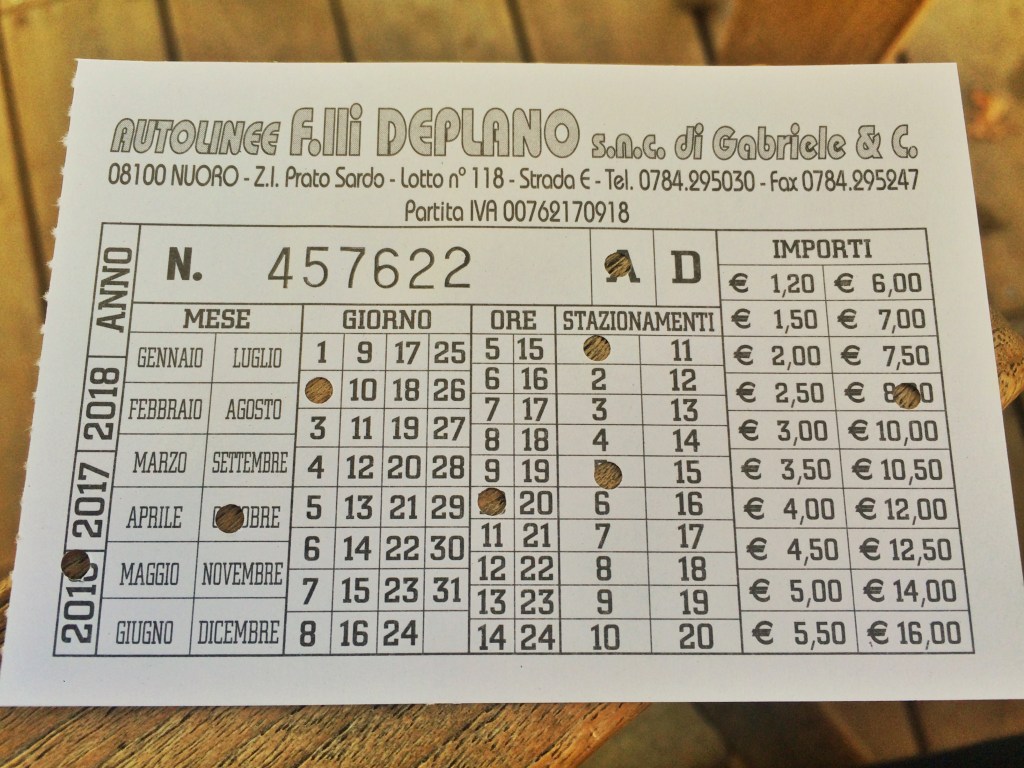 AUTOLINEE F.lli DEPLANO s.n.c. di Gabriele & C.
08100 NUORO - Z.I. Prato Sardo - Lotto n° 118 - Strada E - Tel. 0784.295030 - Fax 0784.295247
Partita IVA 00762170918
ANNO 2018 2017 2016
N. 457622 A D
IMPORTI
€ 1,20 € 6,00
€ 1,50 € 7,00
€ 2,00 € 7,50
€ 2,50 €
€ 3,00 € 10,00
€ 3,50 € 10,50
€ 4,00 € 12,00
€ 4,50 € 12,50
€ 5,00 € 14,00
€ 5,50 € 16,00
MESE
GENNAIO LUGLIO
FEBBRAIO AGOSTO
MARZO SETTEMBRE
APRILE OTTOBRE
MAGGIO NOVEMBRE
GIUGNO DICEMBRE
GIORNO
1 9 17 25
10 18 26
3 11 19 27
4 12 20 28
5 13 21 29
6 14 22 30
7 15 23 31
8 16 24
ORE
5 15
6 16
7 17
8 18
9 19
20
11 21
12 22
13 23
14 24
STAZIONAMENTI
11
2 12
3 13
4 14
15
6 16
7 17
8 18
9 19
10 20